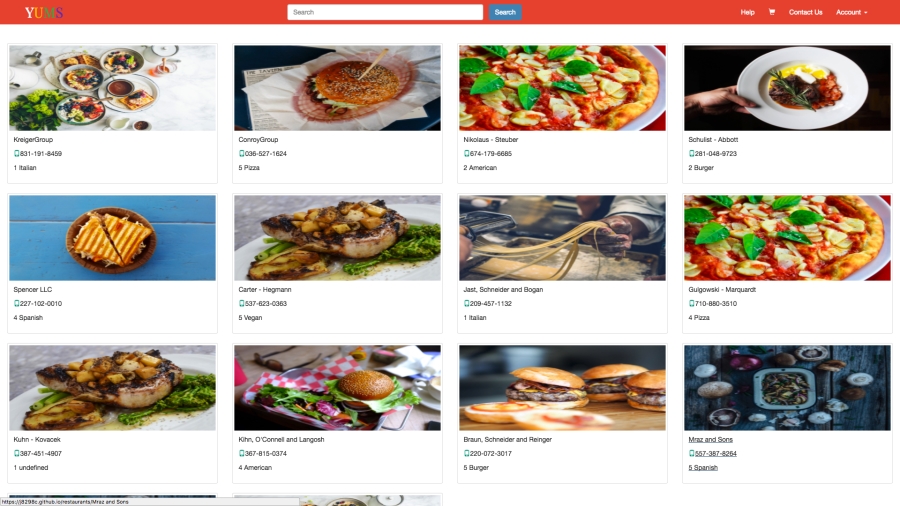 YUMS
Search
Search
Help
Contact Us
Account
KreigerGroup
831-191-8459
1 Italian
ConroyGroup
036-527-1624
5 Pizza
Nikolaus - Steuber
674-179-6685
2 American
Schulist - Abbott
281-048-9723
2 Burger
Spencer LLC
227-102-0010
4 Spanish
Carter - Hegmann
537-623-0363
5 Vegan
Jast, Schneider and Bogan
209-457-1132
1 Italian
Gulgowski - Marquardt
710-880-3510
4 Pizza
Kuhn - Kovacek
387-451-4907
1 undefined
Kihn, O'Connell and Langosh
367-815-0374
4 American
Braun, Schneider and Reinger
220-072-3017
5 Burger
Mraz and Sons
557-387-8264
5 Spanish
https://j8298c.github.io/restaurants/Mraz and Sons